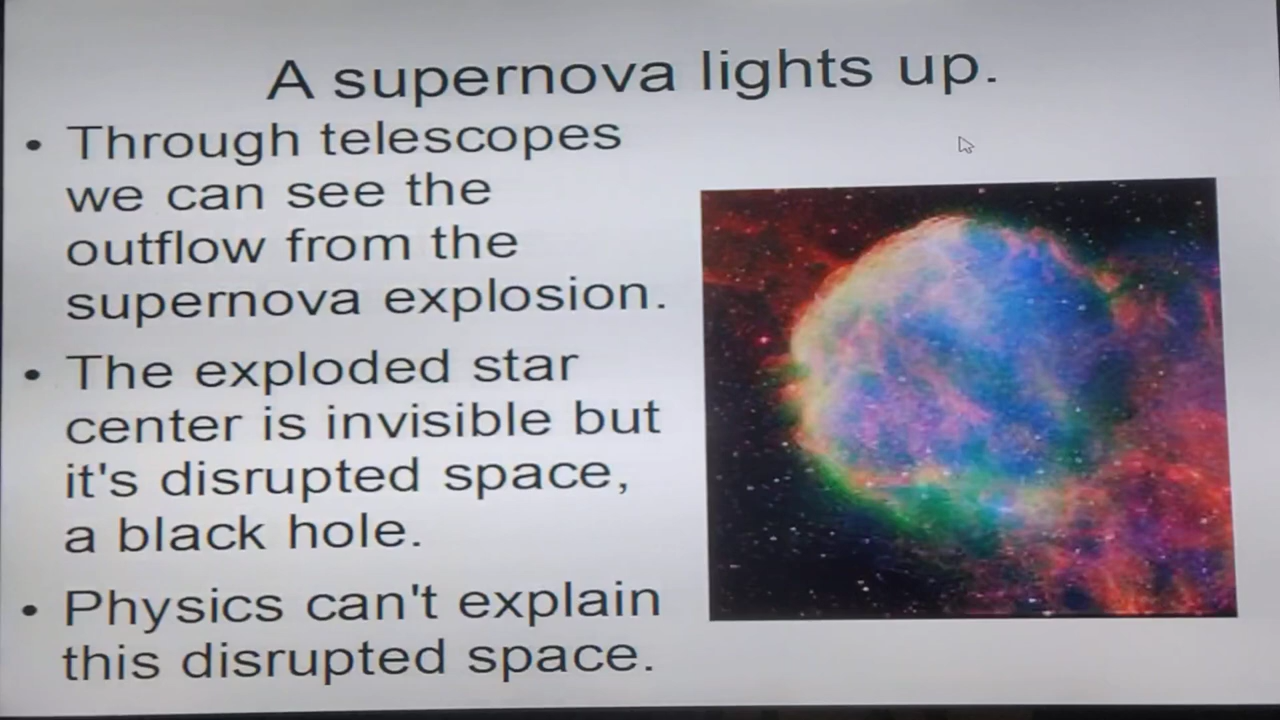 A supernova lights up.
• Through telescopes
we can see the
outflow from the
supernova explosion.
• The exploded star
center is invisible but
it's disrupted space,
a black hole.
• Physics can't explain
this disrupted space.